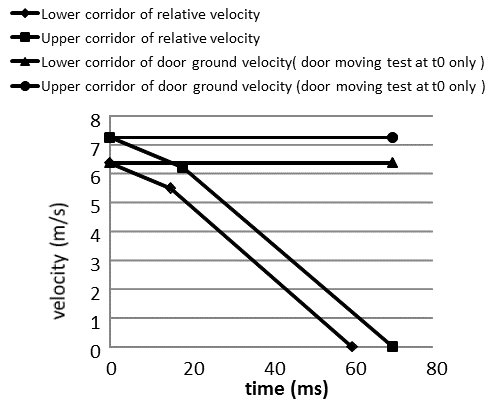 Lower corridor of relative velocity
Upper corridor of relative velocity
Lower corridor of door ground velocity( door moving test at t0 only )
Upper corridor of door ground velocity (door moving test at t0 only )
8
7
6
5
4
3
2
1
0
velocity (m/s)
0 20 40 60 80
time (ms)